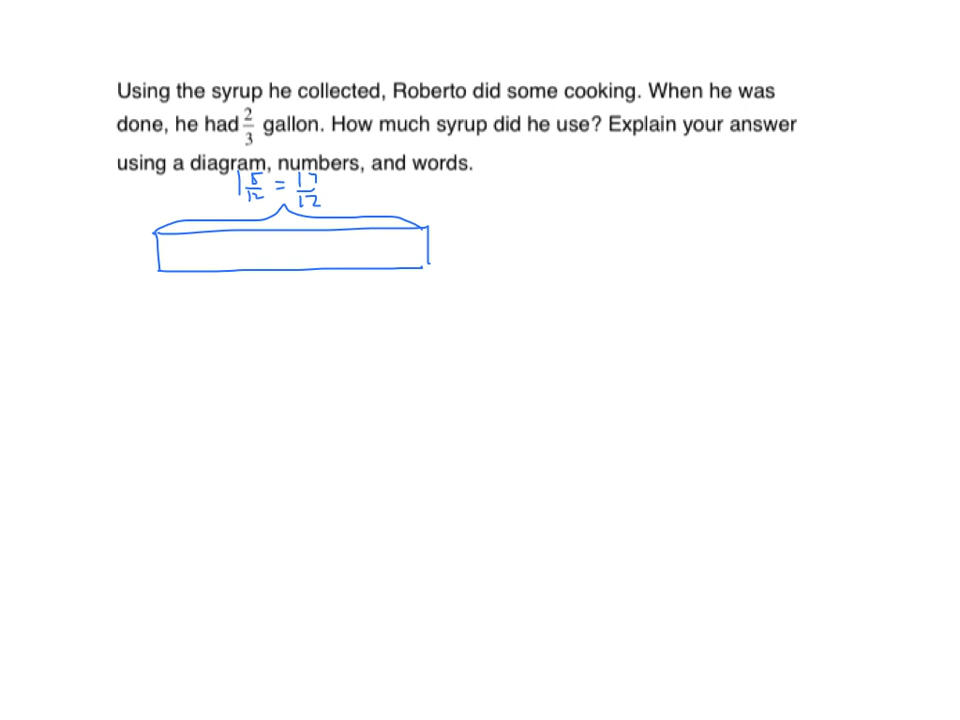 Using the syrup he collected, Roberto did some cooking. When he was
done, he had 2/3 gallon. How much syrup did he use? Explain your answer
using a diagram, numbers, and words.
1 5/12 = 17/12